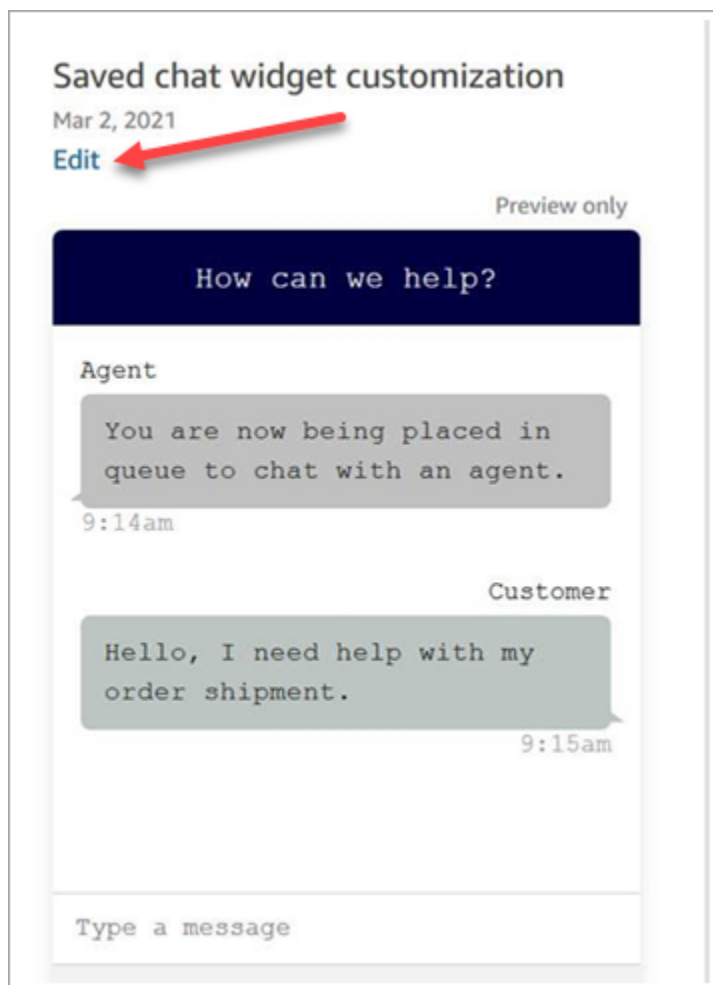 Saved chat widget customization
Mar 2, 2021
Edit
Preview only
How can we help?
Agent
You are now being placed in
queue to chat with an agent.
9:14am
Customer
Hello, I need help with my
order shipment.
9:15am
Type a message